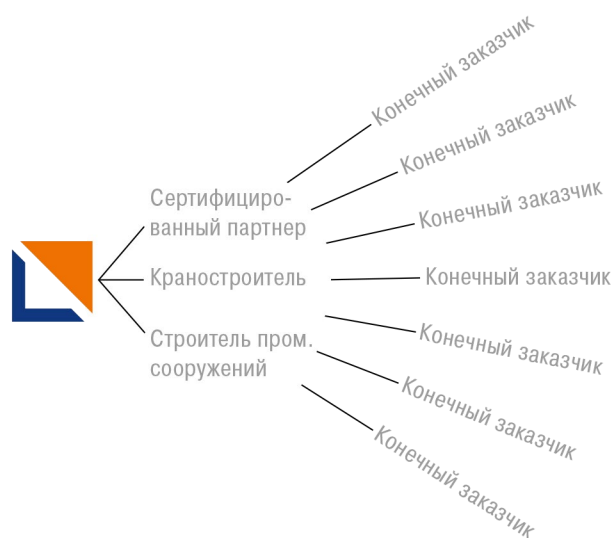 Конечный заказчик
Конечный заказчик
Сертифициро-
ванный партнер
Конечный заказчик
Краностроитель
Конечный заказчик
Строитель пром.
сооружений
Конечный заказчик
Конечный заказчик
Конечный заказчик